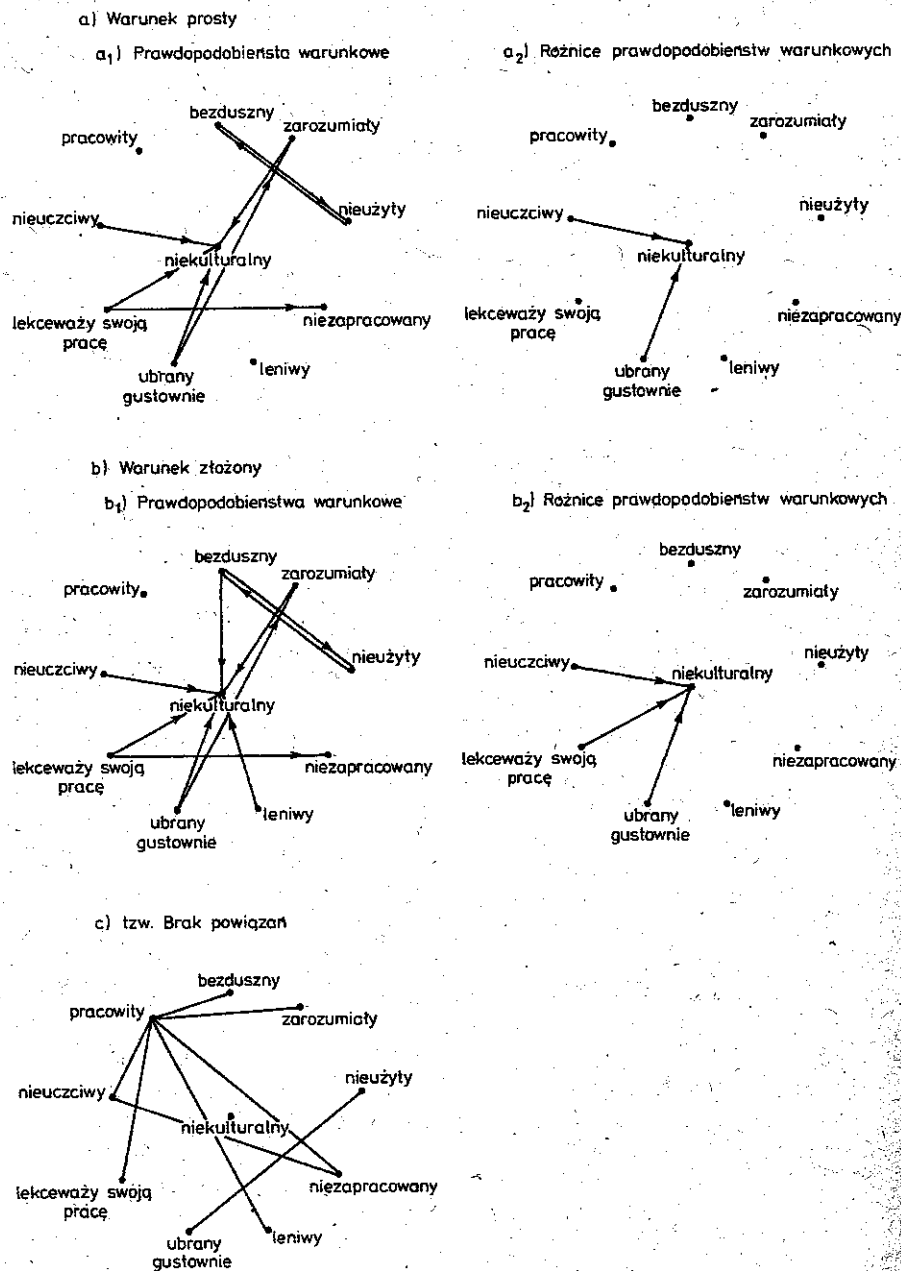 a) Warunek prosty
a₁) Prawdopodobieństa warunkowe
bezduszny
zarozumiały
pracowity
nieużyty
nieuczciwy
niekulturalny
lekceważy swoją
pracę
niezapracowany
ubrany
gustownie
leniwy
a₂) Różnice prawdopodobieństw warunkowych
bezduszny
zarozumiały
pracowity
nieużyty
nieuczciwy
niekulturalny
lekceważy swoją
pracę
niezapracowany
ubrany
gustownie
leniwy
b) Warunek złożony
b₁) Prawdopodobieństwa warunkowe
bezduszny
zarozumiały
pracowity
nieużyty
nieuczciwy
niekulturalny
lekceważy swoją
pracę
niezapracowany
ubrany
gustownie
leniwy
b₂) Różnice prawdopodobieństw warunkowych
bezduszny
pracowity
zarozumiały
nieużyty
nieuczciwy
niekulturalny
lekceważy swoją
pracę
niezapracowany
ubrany
gustownie
leniwy
c) tzw. Brak powiązań
bezduszny
pracowity
zarozumiały
nieużyty
nieuczciwy
niekulturalny
lekceważy swoją
pracę
niezapracowany
ubrany
gustownie
leniwy